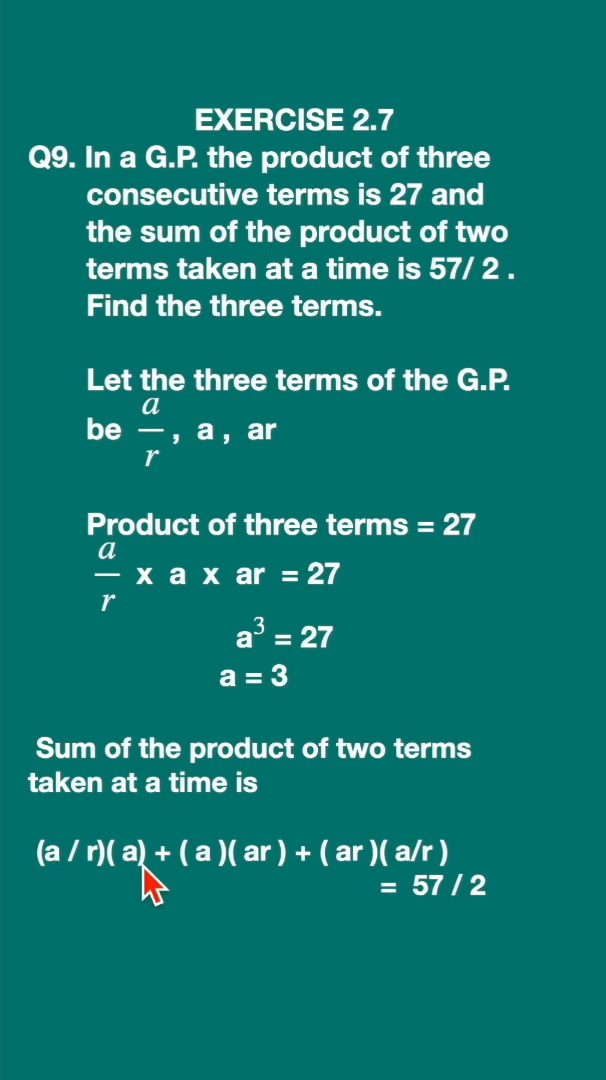 EXERCISE 2.7
Q9. In a G.P. the product of three
consecutive terms is 27 and
the sum of the product of two
terms taken at a time is 57/ 2 .
Find the three terms.
Let the three terms of the G.P.
be a/r , a , ar
Product of three terms = 27
a/r x a x ar = 27
a³ = 27
a = 3
Sum of the product of two terms
taken at a time is
(a / r)( a) + ( a )( ar ) + ( ar )( a/r )
= 57 / 2